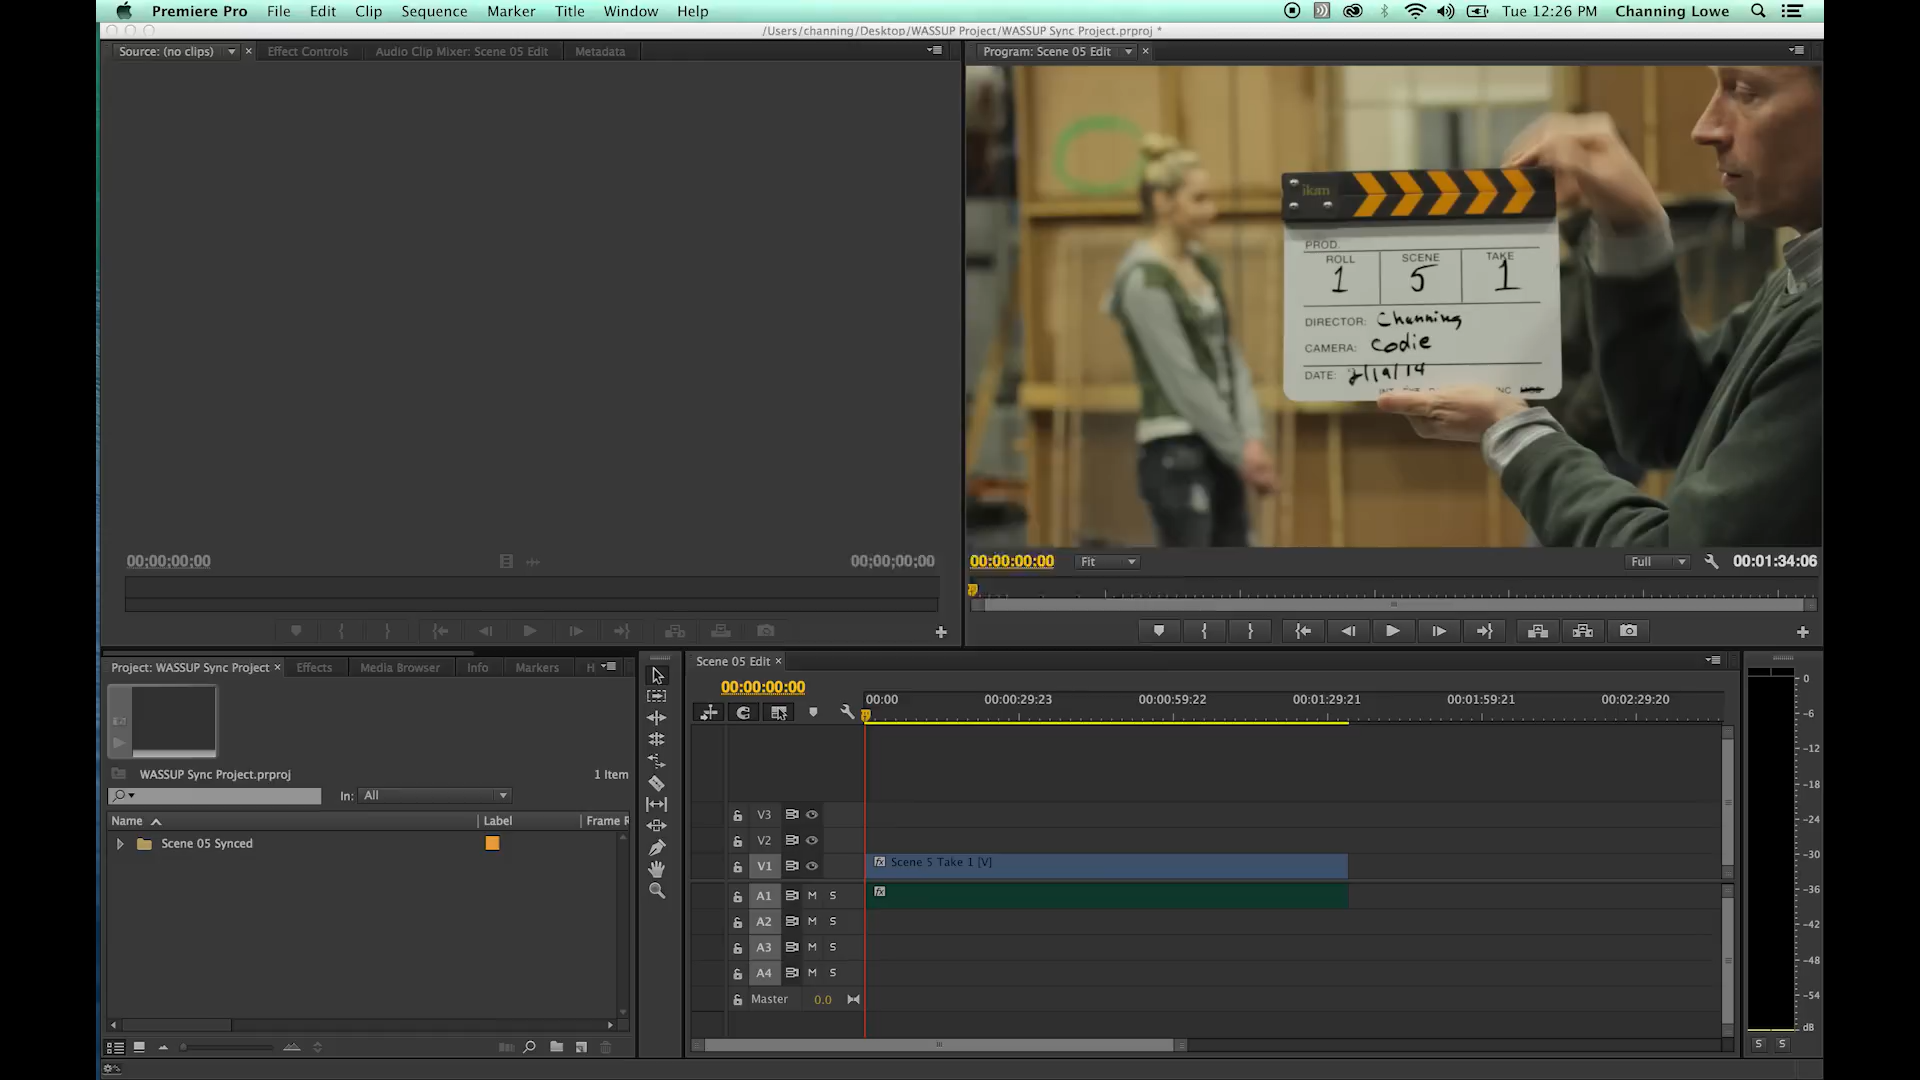 Premiere Pro File Edit Clip Sequence Marker Title Window Help Tue 12:26 PM Channing Lowe
/Users/channing/Desktop/WASSUP Project/WASSUP Sync Project.prproj *
Source: (no clips) Effect Controls Audio Clip Mixer: Scene 05 Edit Metadata
Program: Scene 05 Edit
ikan
PROD.
ROLL SCENE TAKE
1 5 1
DIRECTOR: Channing
CAMERA: Codie
DATE: 2/19/14
00;00;00;00 00;00;00;00
00:00:00:00 Fit Full 00:01:34:06
Project: WASSUP Sync Project Effects Media Browser Info Markers H
WASSUP Sync Project.prproj 1 Item
In: All
Name Label Frame R
Scene 05 Synced
Scene 05 Edit
00:00:00:00
00:00 00:00:29:23 00:00:59:22 00:01:29:21 00:01:59:21 00:02:29:20
V3
V2
V1 Scene 5 Take 1 [V]
A1 M S
A2 M S
A3 M S
A4 M S
Master 0.0
0
-6
-12
-18
-24
-30
-36
-42
-48
-54
dB
S S